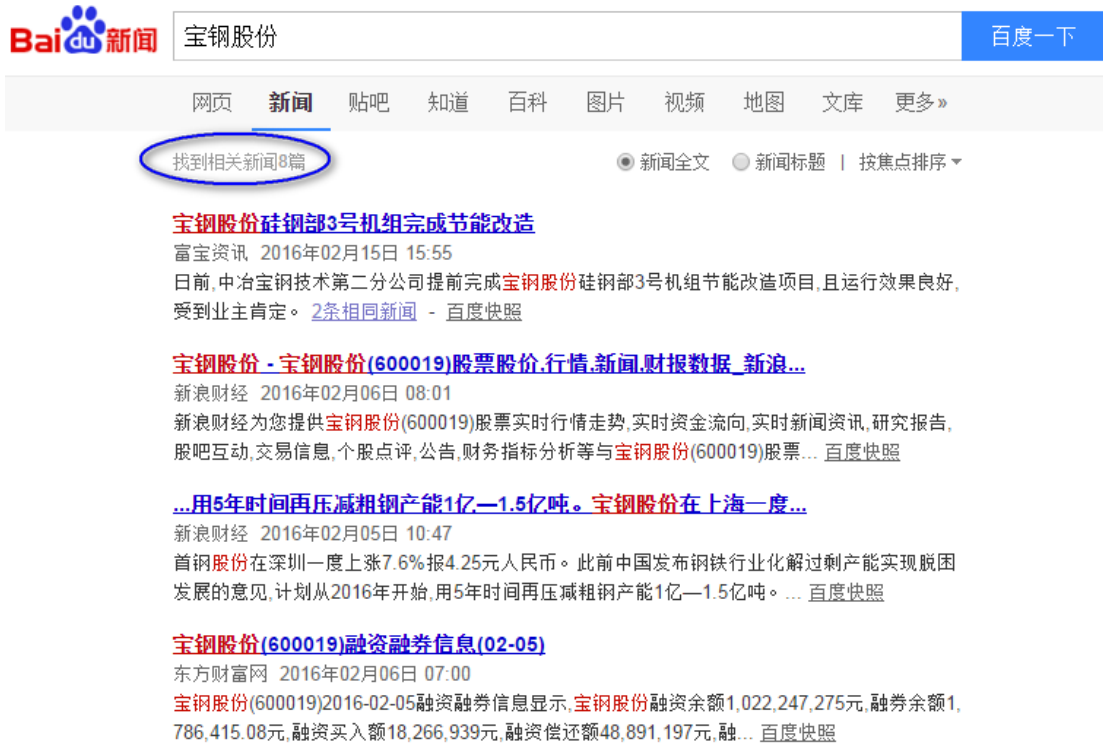 Bai du 新闻 宝钢股份 百度一下
网页 新闻 贴吧 知道 百科 图片 视频 地图 文库 更多»
找到相关新闻8篇 新闻全文 新闻标题 | 按焦点排序
宝钢股份硅钢部3号机组完成节能改造
富宝资讯 2016年02月15日 15:55
日前,中冶宝钢技术第二分公司提前完成宝钢股份硅钢部3号机组节能改造项目,且运行效果良好,
受到业主肯定。 2条相同新闻 - 百度快照
宝钢股份 - 宝钢股份(600019)股票股价,行情,新闻,财报数据_新浪...
新浪财经 2016年02月06日 08:01
新浪财经为您提供宝钢股份(600019)股票实时行情走势,实时资金流向,实时新闻资讯,研究报告,
股吧互动,交易信息,个股点评,公告,财务指标分析等与宝钢股份(600019)股票... 百度快照
...用5年时间再压减粗钢产能1亿—1.5亿吨。宝钢股份在上海一度...
新浪财经 2016年02月05日 10:47
首钢股份在深圳一度上涨7.6%报4.25元人民币。此前中国发布钢铁行业化解过剩产能实现脱困
发展的意见,计划从2016年开始,用5年时间再压减粗钢产能1亿—1.5亿吨。... 百度快照
宝钢股份(600019)融资融券信息(02-05)
东方财富网 2016年02月06日 07:00
宝钢股份(600019)2016-02-05融资融券信息显示,宝钢股份融资余额1,022,247,275元,融券余额1,
786,415.08元,融资买入额18,266,939元,融资偿还额48,891,197元,融... 百度快照